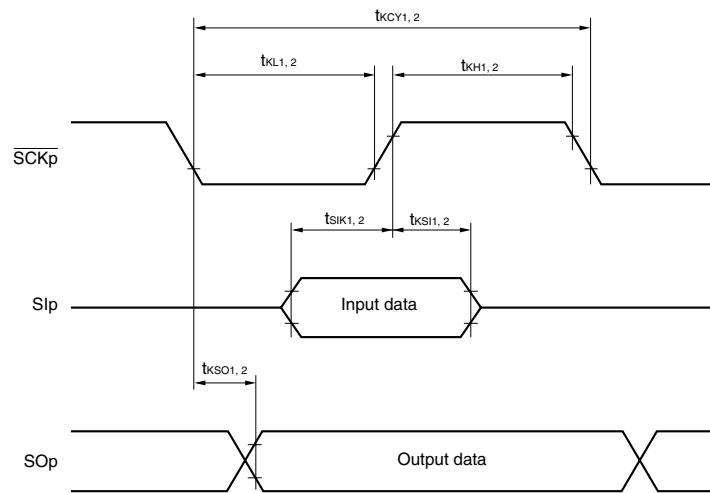 tKCY1, 2
tKL1, 2
tKH1, 2
SCKp
tSIK1, 2
tKSI1, 2
SIp
Input data
tKSO1, 2
SOp
Output data